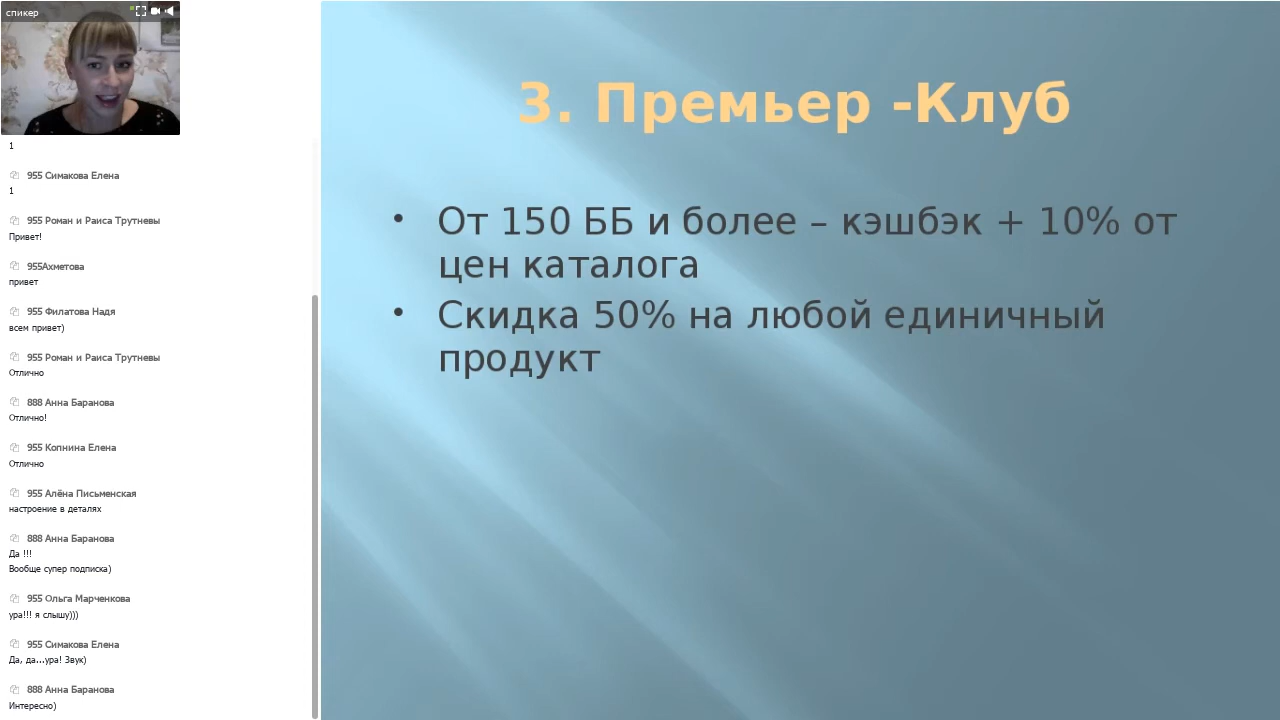 спикер
1
955 Симакова Елена
1
955 Роман и Раиса Трутневы
Привет!
955Ахметова
привет
955 Филатова Надя
всем привет)
955 Роман и Раиса Трутневы
Отлично
888 Анна Баранова
Отлично!
955 Копнина Елена
Отлично
955 Алёна Письменская
настроение в деталях
888 Анна Баранова
Да !!!
Вообще супер подписка)
955 Ольга Марченкова
ура!!! я слышу)))
955 Симакова Елена
Да, да...ура! Звук)
888 Анна Баранова
Интересно)
3. Премьер -Клуб
• От 150 ББ и более – кэшбэк + 10% от
цен каталога
• Скидка 50% на любой единичный
продукт